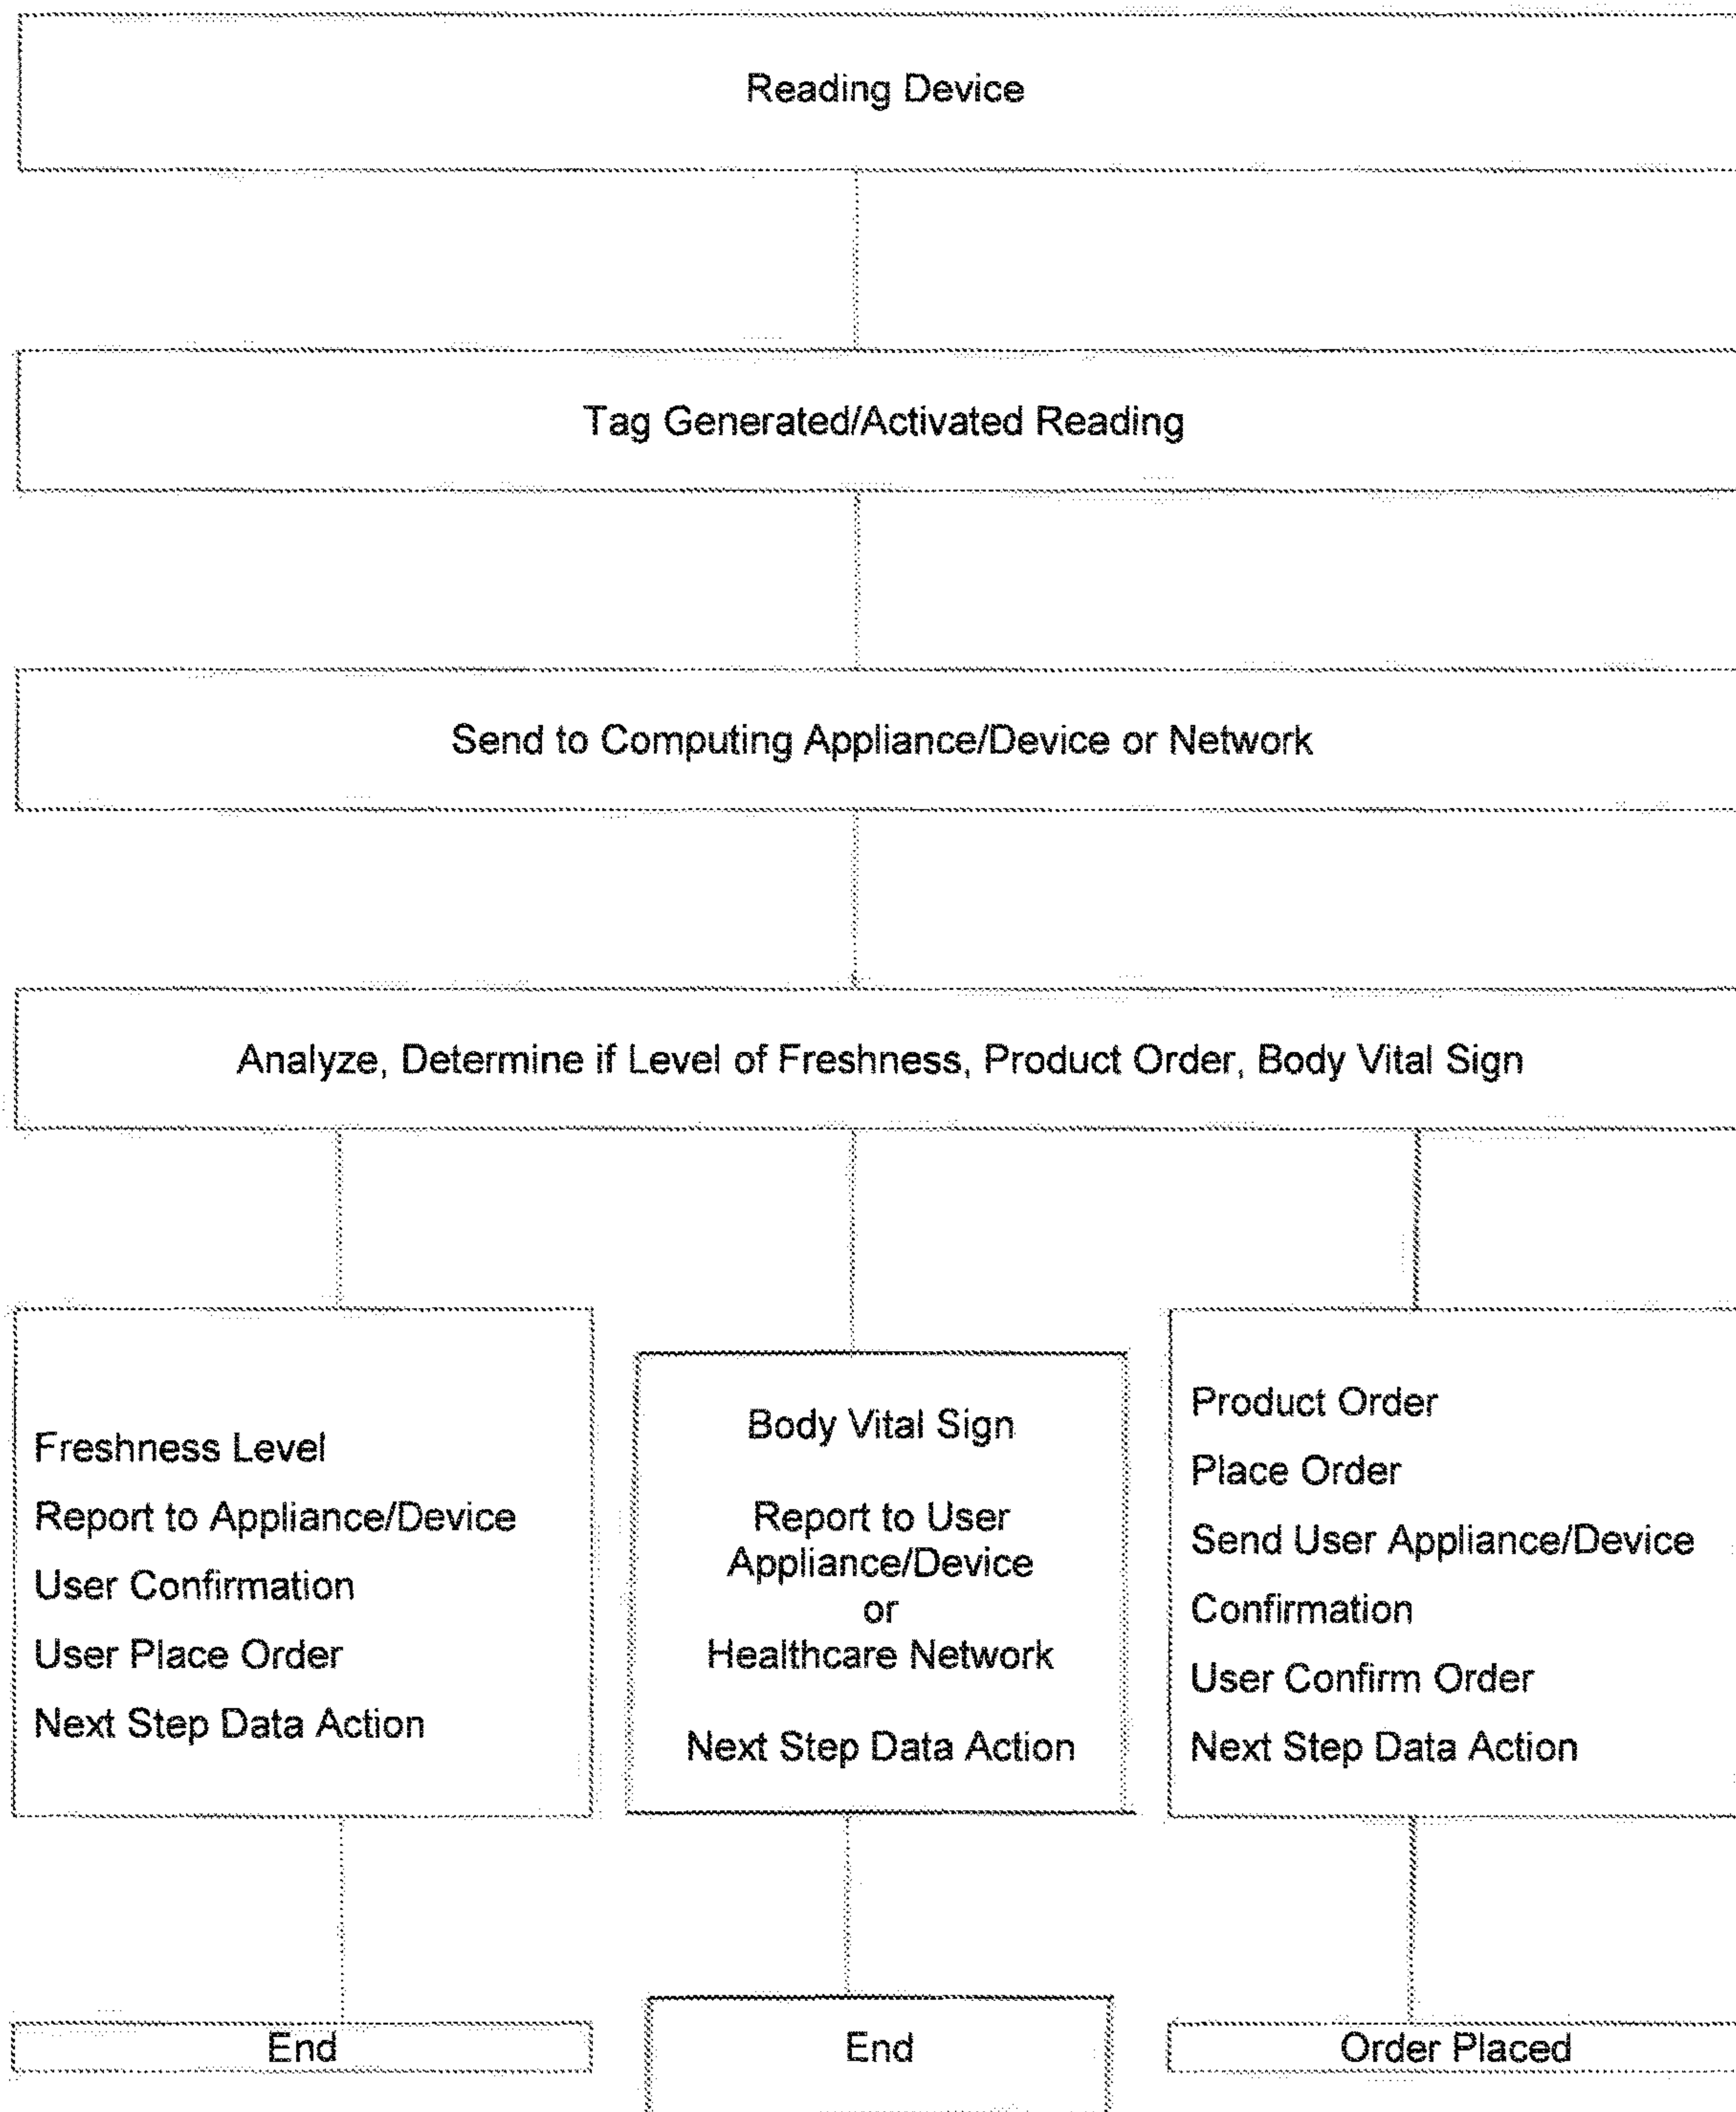 Reading Device
Tag Generated/Activated Reading
Send to Computing Appliance/Device or Network
Analyze, Determine if Level of Freshness, Product Order, Body Vital Sign
Freshness Level
Report to Appliance/Device
User Confirmation
User Place Order
Next Step Data Action
Body Vital Sign
Report to User
Appliance/Device
or
Healthcare Network
Next Step Data Action
Product Order
Place Order
Send User Appliance/Device
Confirmation
User Confirm Order
Next Step Data Action
End
End
Order Placed